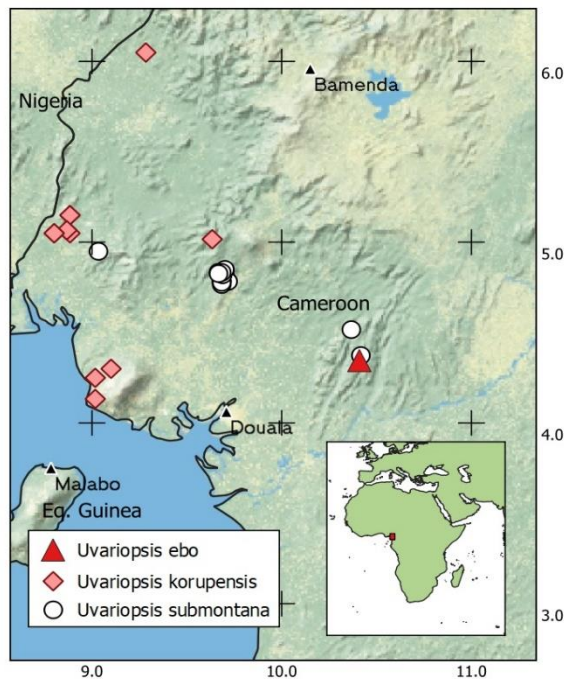 6.0
Bamenda
Nigeria
5.0
Cameroon
4.0
Douala
Malabo
Eq. Guinea
Uvariopsis ebo
Uvariopsis korupensis
Uvariopsis submontana
3.0
9.0
10.0
11.0